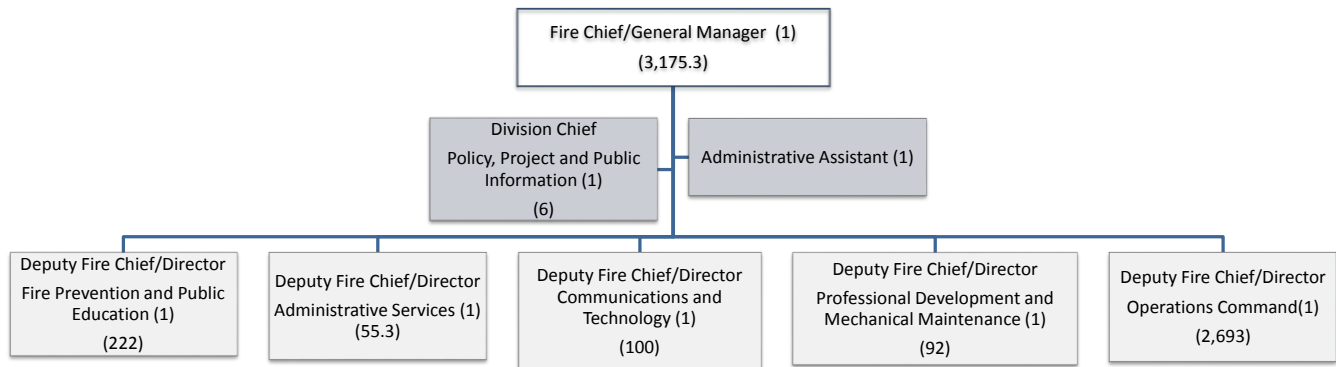 Fire Chief/General Manager (1)
(3,175.3)
Division Chief
Policy, Project and Public
Information (1)
(6)
Administrative Assistant (1)
Deputy Fire Chief/Director
Fire Prevention and Public
Education (1)
(222)
Deputy Fire Chief/Director
Administrative Services (1)
(55.3)
Deputy Fire Chief/Director
Communications and
Technology (1)
(100)
Deputy Fire Chief/Director
Professional Development and
Mechanical Maintenance (1)
(92)
Deputy Fire Chief/Director
Operations Command(1)
(2,693)